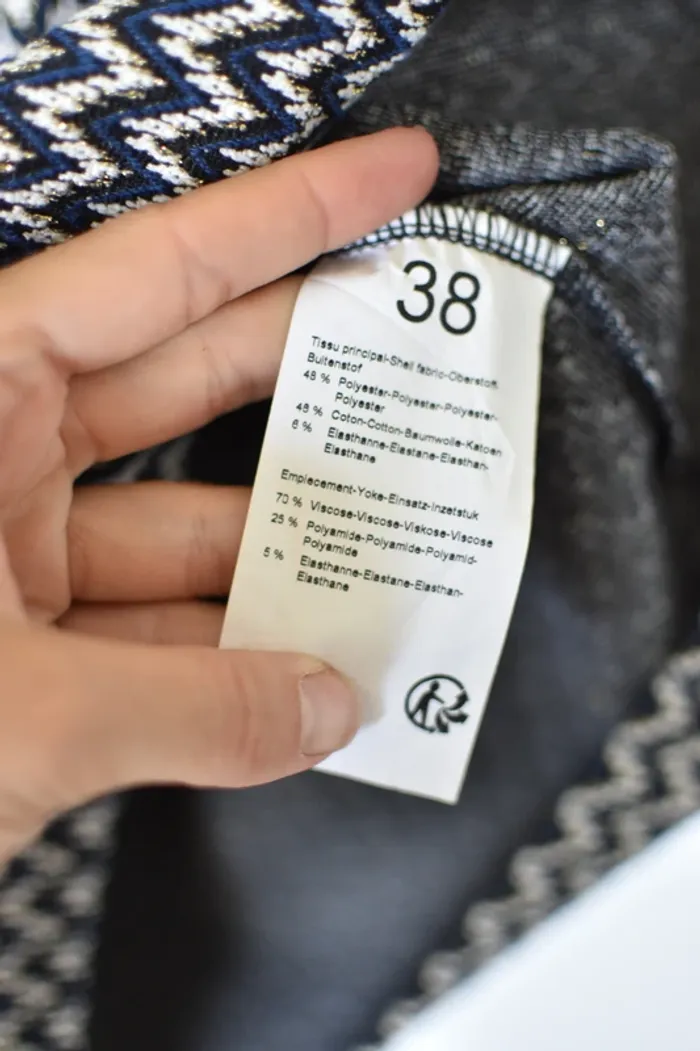 38
Tissu principal-Shell fabric-Oberstoff.
Buitenstof
48 % Polyester-Polyester-Polyester-
Polyester
46 % Coton-Cotton-Baumwolle-Katoen
6 % Elasthanne-Elastane-Elasthan-
Elasthane
Empiecement-Yoke-Einsatz-Inzetstuk
70 % Viscose-Viscose-Viskose-Viscose
25 % Polyamide-Polyamide-Polyamid-
Polyamide
5 % Elasthanne-Elastane-Elasthan-
Elasthane